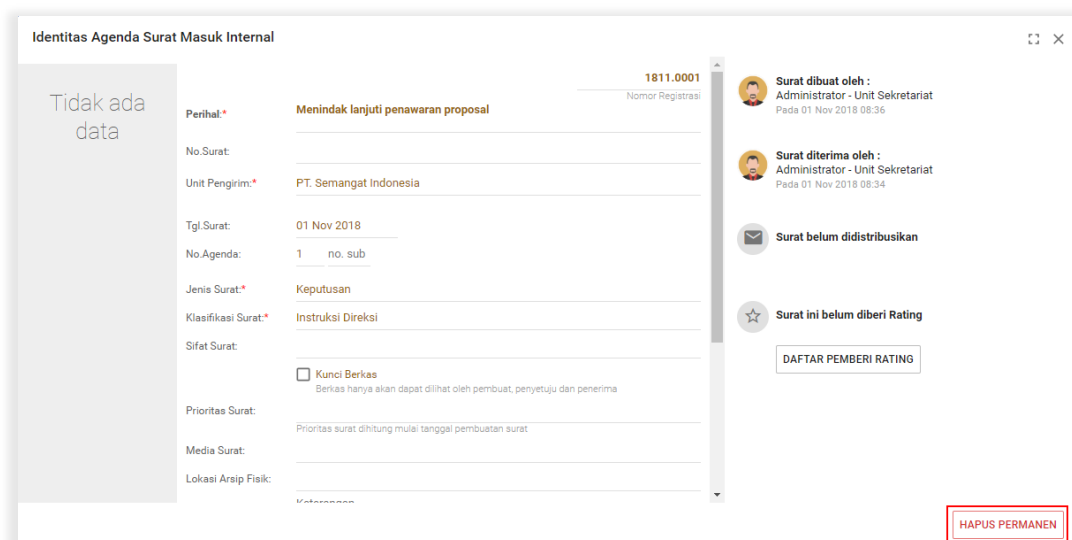 Identitas Agenda Surat Masuk Internal
Tidak ada
data
1811.0001
Nomor Registrasi
Perihal:*
Menindak lanjuti penawaran proposal
No.Surat:
Unit Pengirim:*
PT. Semangat Indonesia
Tgl.Surat:
01 Nov 2018
No.Agenda:
1 no. sub
Jenis Surat:*
Keputusan
Klasifikasi Surat:*
Instruksi Direksi
Sifat Surat:
Kunci Berkas
Berkas hanya akan dapat dilihat oleh pembuat, penyetuju dan penerima
Prioritas Surat:
Prioritas surat dihitung mulai tanggal pembuatan surat
Media Surat:
Lokasi Arsip Fisik:
Keterangan
Surat dibuat oleh :
Administrator - Unit Sekretariat
Pada 01 Nov 2018 08:36
Surat diterima oleh :
Administrator - Unit Sekretariat
Pada 01 Nov 2018 08:34
Surat belum didistribusikan
Surat ini belum diberi Rating
DAFTAR PEMBERI RATING
HAPUS PERMANEN